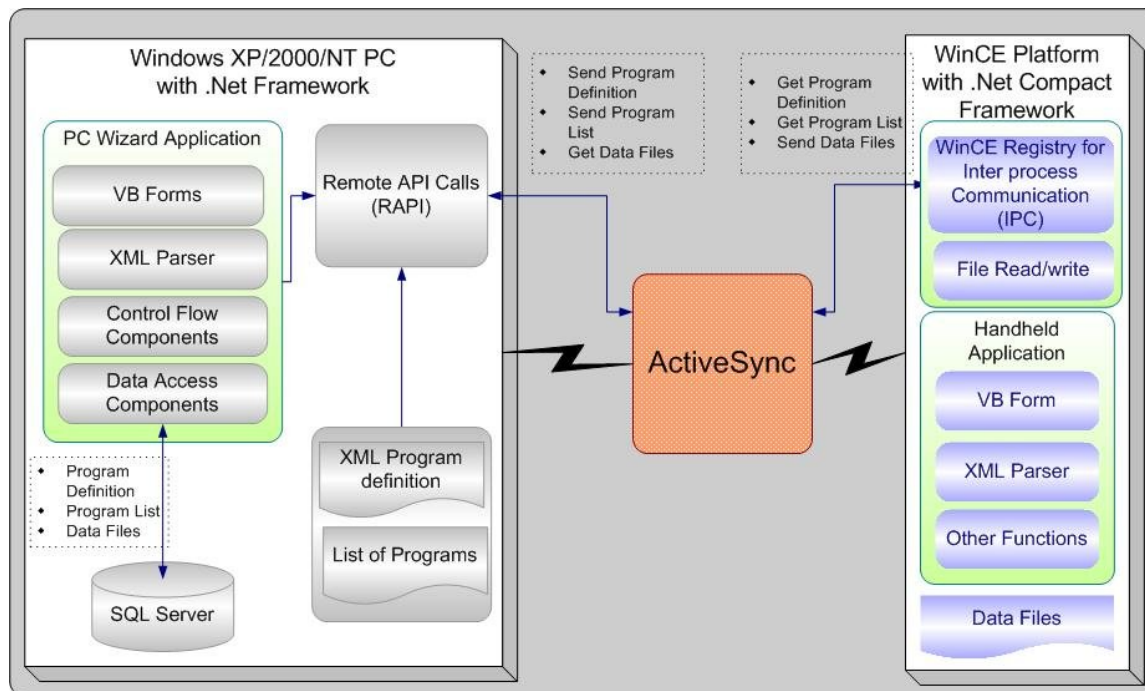 Windows XP/2000/NT PC
with .Net Framework
PC Wizard Application
VB Forms
XML Parser
Control Flow
Components
Data Access
Components
Remote API Calls
(RAPI)
Program
Definition
Program List
Data Files
SQL Server
XML Program
definition
List of Programs
Send Program
Definition
Send Program
List
Get Data Files
Get Program
Definition
Get Program List
Send Data Files
ActiveSync
WinCE Platform
with .Net Compact
Framework
WinCE Registry for
Inter process
Communication
(IPC)
File Read/write
Handheld
Application
VB Form
XML Parser
Other Functions
Data Files